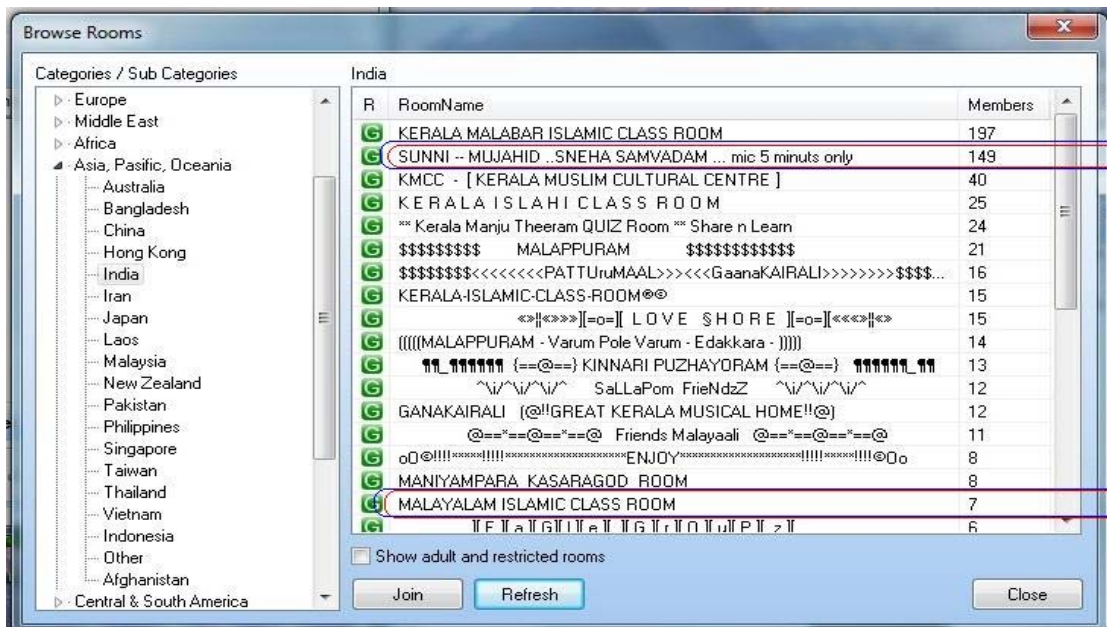 Browse Rooms
Categories / Sub Categories
Europe
Middle East
Africa
Asia, Pasific, Oceania
Australia
Bangladesh
China
Hong Kong
India
Iran
Japan
Laos
Malaysia
New Zealand
Pakistan
Philippines
Singapore
Taiwan
Thailand
Vietnam
Indonesia
Other
Afghanistan
Central & South America
India
R RoomName Members
G KERALA MALABAR ISLAMIC CLASS ROOM 197
G SUNNI -- MUJAHID ..SNEHA SAMVADAM ... mic 5 minuts only 149
G KMCC - [ KERALA MUSLIM CULTURAL CENTRE ] 40
G K E R A L A I S L A H I C L A S S R O O M 25
G ** Kerala Manju Theeram QUIZ Room ** Share n Learn 24
G $$$$$$$$$ MALAPPURAM $$$$$$$$$$$$ 21
G $$$$$$$$<<<<<<<<PATTUruMAAL>>><<<GaanaKAIRALI>>>>>>>>$$$$... 16
G KERALA-ISLAMIC-CLASS-ROOM®© 15
G «»¦«»»»][=o=][ L O V E § H O R E ][=o=][«««»¦«» 15
G (((((MALAPPURAM - Varum Pole Varum - Edakkara - ))))) 14
G ¶¶_¶¶¶¶¶¶ {==@==} KINNARI PUZHAYORAM {==@==} ¶¶¶¶¶¶_¶¶ 13
G ^\i/^\i/^\i/^ SaLLaPom FrieNdzZ ^\i/^\i/^\i/^ 12
G GANAKAIRALI (@!!GREAT KERALA MUSICAL HOME!!@) 12
G @==*==@==*==@ Friends Malayaali @==*==@==*==@ 11
G ENJOY 8
G MANIYAMPARA KASARAGOD ROOM 8
G MALAYALAM ISLAMIC CLASS ROOM 7
G 6
Show adult and restricted rooms
Join Refresh Close